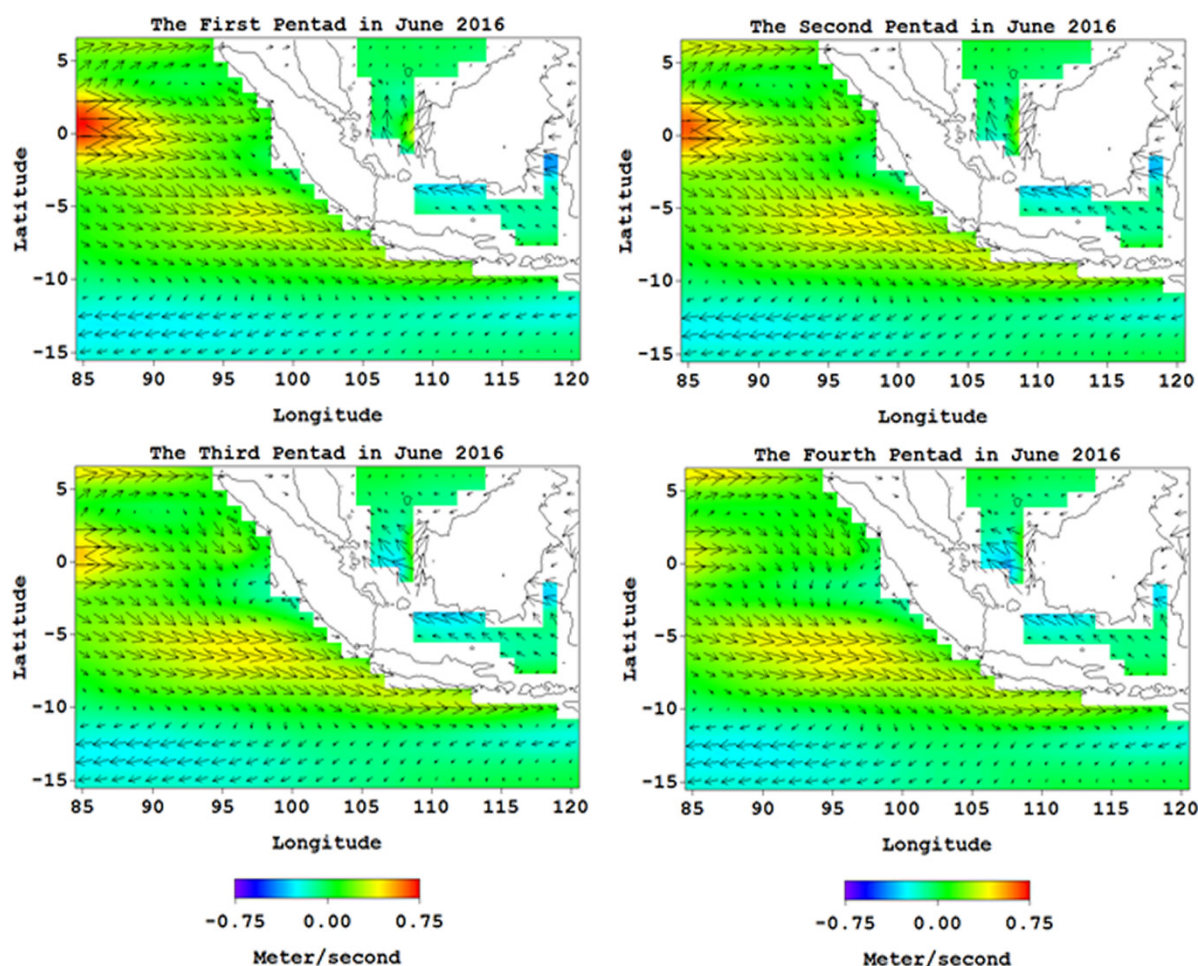 The First Pentad in June 2016
5
0
-5
-10
-15
Latitude
85 90 95 100 105 110 115 120
Longitude
The Second Pentad in June 2016
5
0
-5
-10
-15
Latitude
85 90 95 100 105 110 115 120
Longitude
The Third Pentad in June 2016
5
0
-5
-10
-15
Latitude
85 90 95 100 105 110 115 120
Longitude
The Fourth Pentad in June 2016
5
0
-5
-10
-15
Latitude
85 90 95 100 105 110 115 120
Longitude
-0.75 0.00 0.75
Meter/second
-0.75 0.00 0.75
Meter/second